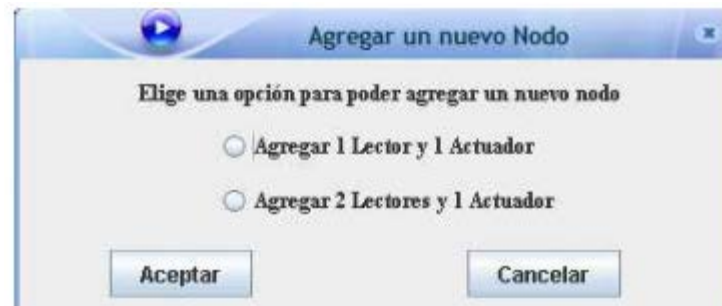 Agregar un nuevo Nodo
Elige una opción para poder agregar un nuevo nodo
Agregar 1 Lector y 1 Actuador
Agregar 2 Lectores y 1 Actuador
Aceptar Cancelar